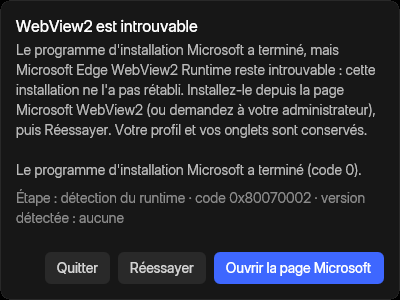 WebView2 est introuvable
Le programme d'installation Microsoft a terminé, mais
Microsoft Edge WebView2 Runtime reste introuvable : cette
installation ne l'a pas rétabli. Installez-le depuis la page
Microsoft WebView2 (ou demandez à votre administrateur),
puis Réessayer. Votre profil et vos onglets sont conservés.
Le programme d'installation Microsoft a terminé (code 0).
Étape : détection du runtime · code 0x80070002 · version
détectée : aucune
Quitter
Réessayer
Ouvrir la page Microsoft